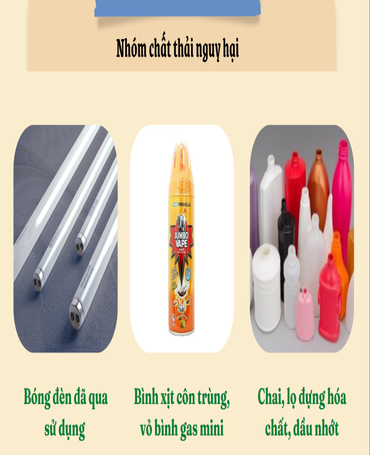 Nhóm chất thải nguy hại
JUMBO
VAPE
Bóng đèn đã qua
sử dụng
Bình xịt côn trùng,
vỏ bình gas mini
Chai, lọ đựng hóa
chất, dầu nhớt